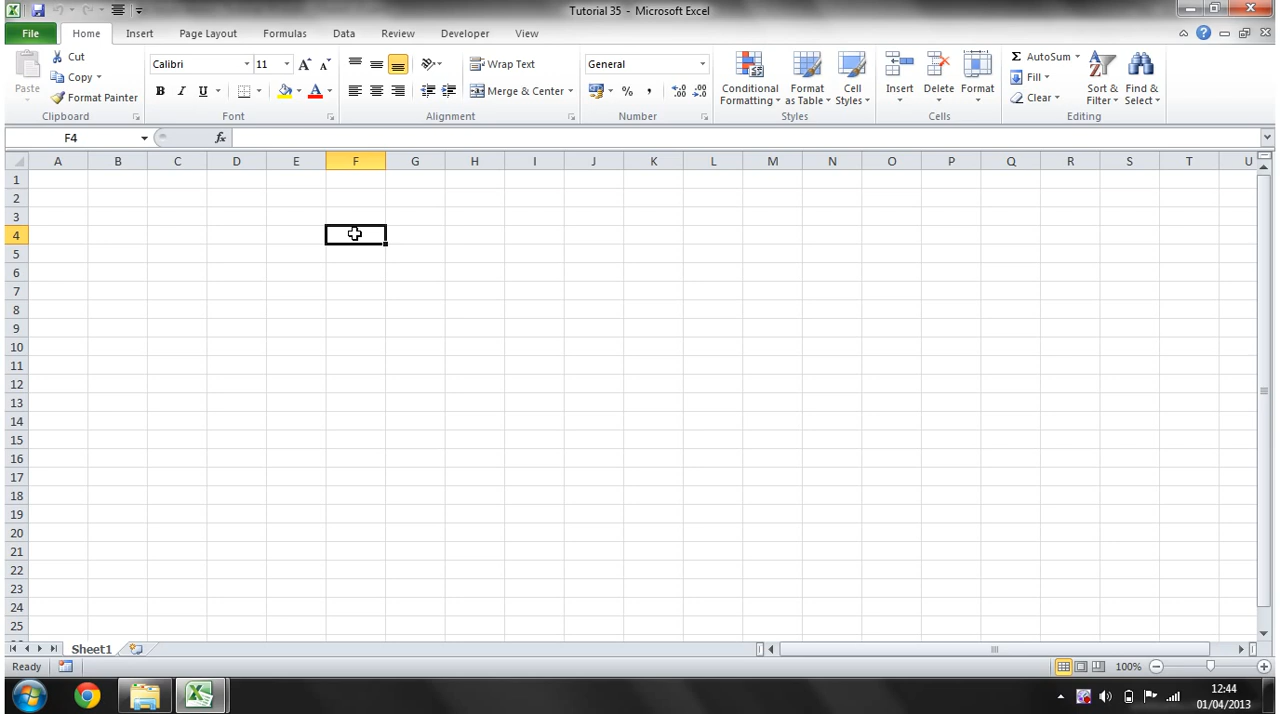 Tutorial 35 - Microsoft Excel
File Home Insert Page Layout Formulas Data Review Developer View
Paste
Cut
Copy
Format Painter
Clipboard
Calibri 11
B I U
Font
Wrap Text
Merge & Center
Alignment
General
% ,
Number
Conditional Formatting
Format as Table
Cell Styles
Styles
Insert Delete Format
Cells
AutoSum
Fill
Clear
Sort & Filter
Find & Select
Editing
F4 fx
A B C D E F G H I J K L M N O P Q R S T U
1
2
3
4
5
6
7
8
9
10
11
12
13
14
15
16
17
18
19
20
21
22
23
24
25
Sheet1
Ready 100%
12:44
01/04/2013